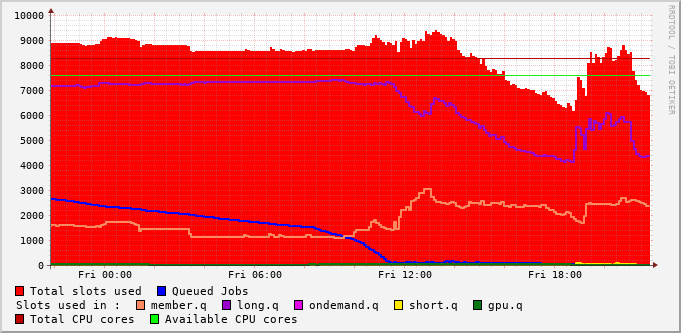 10000
9000
8000
7000
6000
5000
4000
3000
2000
1000
0
Fri 00:00 Fri 06:00 Fri 12:00 Fri 18:00
RRDTOOL / TOBI OETIKER
Total slots used Queued Jobs
Slots used in : member.q long.q ondemand.q short.q gpu.q
Total CPU cores Available CPU cores